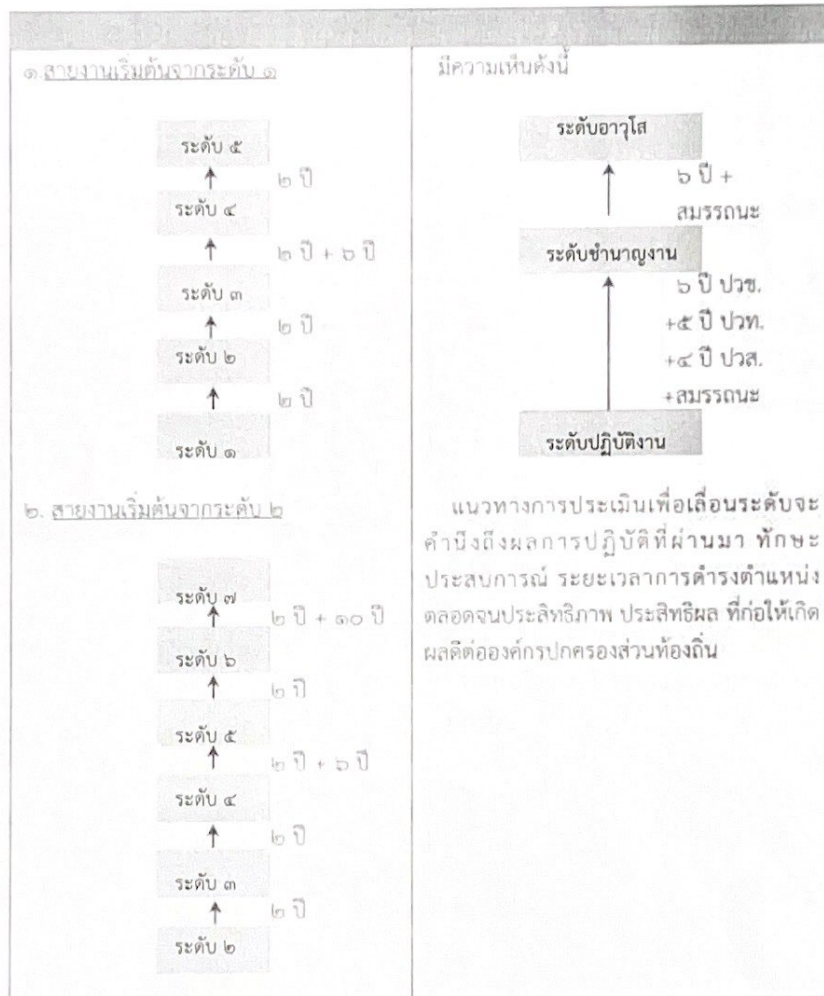 ๑.สายงานเริ่มต้นจากระดับ ๑
ระดับ ๕
๒ ปี
ระดับ ๔
๒ ปี + ๖ ปี
ระดับ ๓
๒ ปี
ระดับ ๒
๒ ปี
ระดับ ๑
๒. สายงานเริ่มต้นจากระดับ ๒
ระดับ ๗
๒ ปี + ๑๐ ปี
ระดับ ๖
๒ ปี
ระดับ ๕
๒ ปี + ๖ ปี
ระดับ ๔
๒ ปี
ระดับ ๓
๒ ปี
ระดับ ๒
มีความเห็นดังนี้
ระดับอาวุโส
๖ ปี +
สมรรถนะ
ระดับชำนาญงาน
๖ ปี ปวช.
+๕ ปี ปวท.
+๔ ปี ปวส.
+สมรรถนะ
ระดับปฏิบัติงาน
แนวทางการประเมินเพื่อเลื่อนระดับจะ
คำนึงถึงผลการปฏิบัติที่ผ่านมา ทักษะ
ประสบการณ์ ระยะเวลาการดำรงตำแหน่ง
ตลอดจนประสิทธิภาพ ประสิทธิผล ที่ก่อให้เกิด
ผลดีต่อองค์กรปกครองส่วนท้องถิ่น